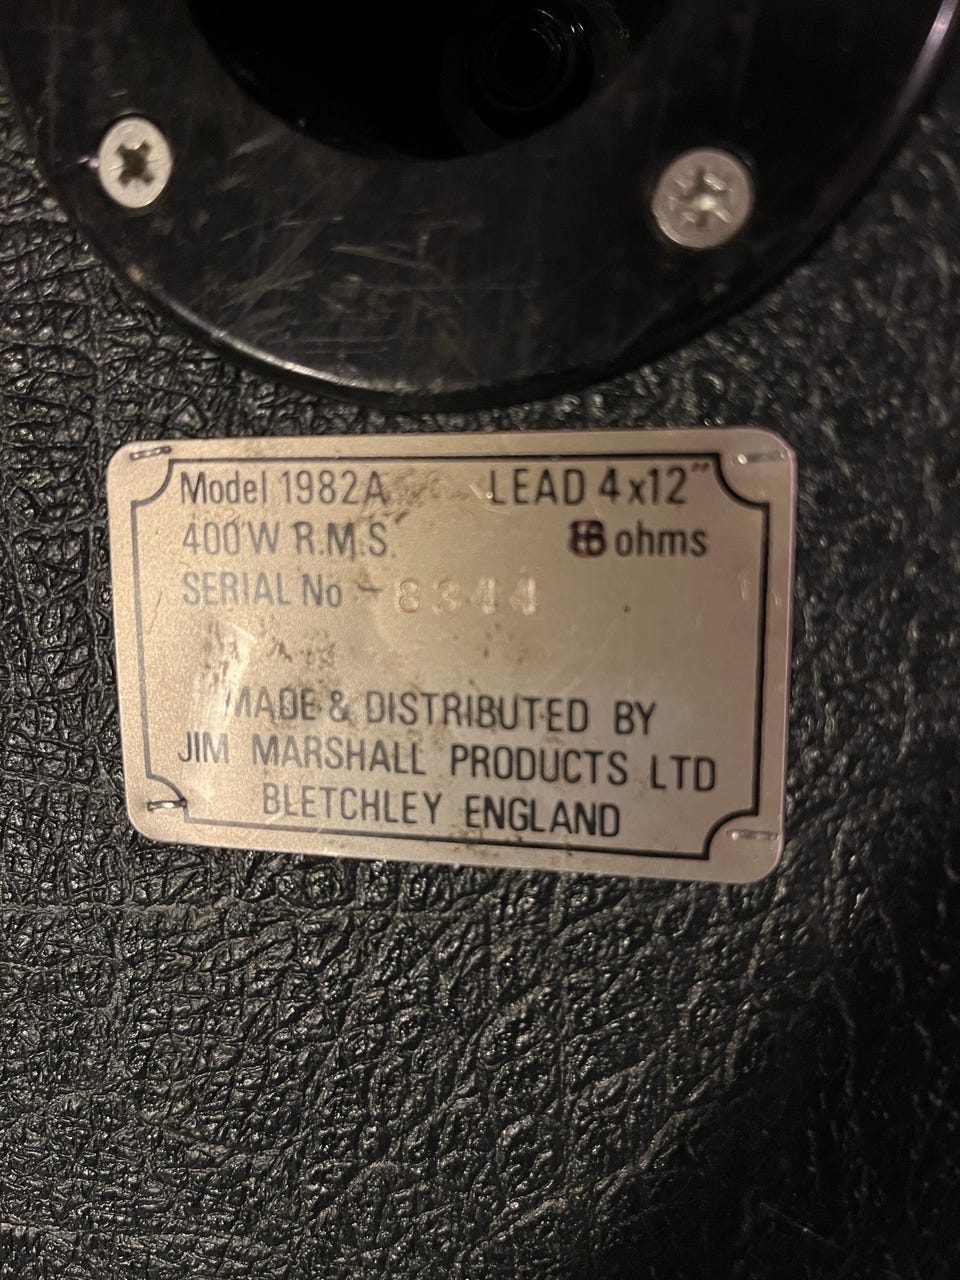 Model 1982A LEAD 4x12"
400W R.M.S. ohms
SERIAL No - 8344
MADE & DISTRIBUTED BY
JIM MARSHALL PRODUCTS LTD
BLETCHLEY ENGLAND